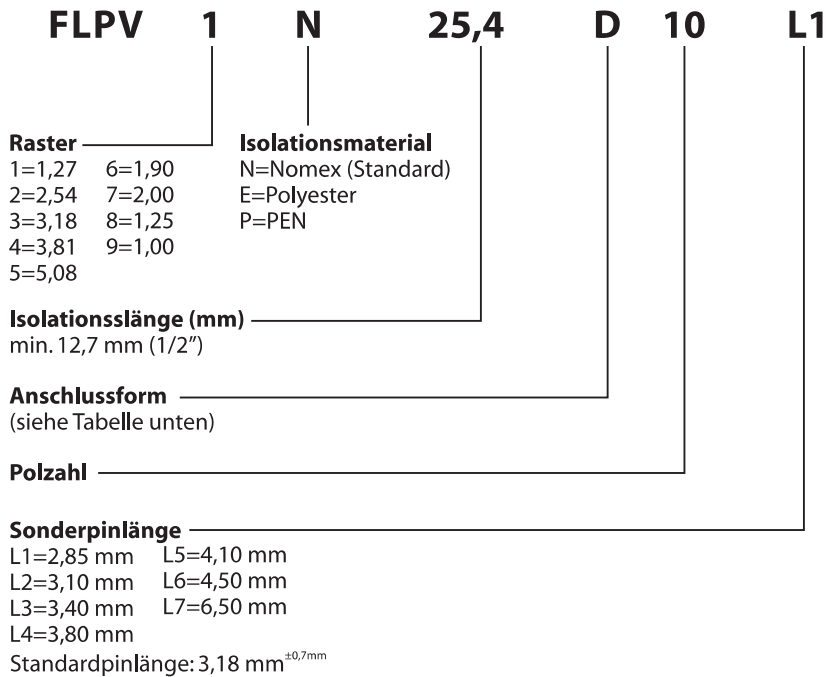 FLPV 1 N 25,4 D 10 L1
Raster
1=1,27 6=1,90
2=2,54 7=2,00
3=3,18 8=1,25
4=3,81 9=1,00
5=5,08
Isolationsmaterial
N=Nomex (Standard)
E=Polyester
P=PEN
Isolationsslänge (mm)
min. 12,7 mm (1/2”)
Anschlussform
(siehe Tabelle unten)
Polzahl
Sonderpinlänge
L1=2,85 mm L5=4,10 mm
L2=3,10 mm L6=4,50 mm
L3=3,40 mm L7=6,50 mm
L4=3,80 mm
Standardpinlänge: 3,18 mm ±0,7mm